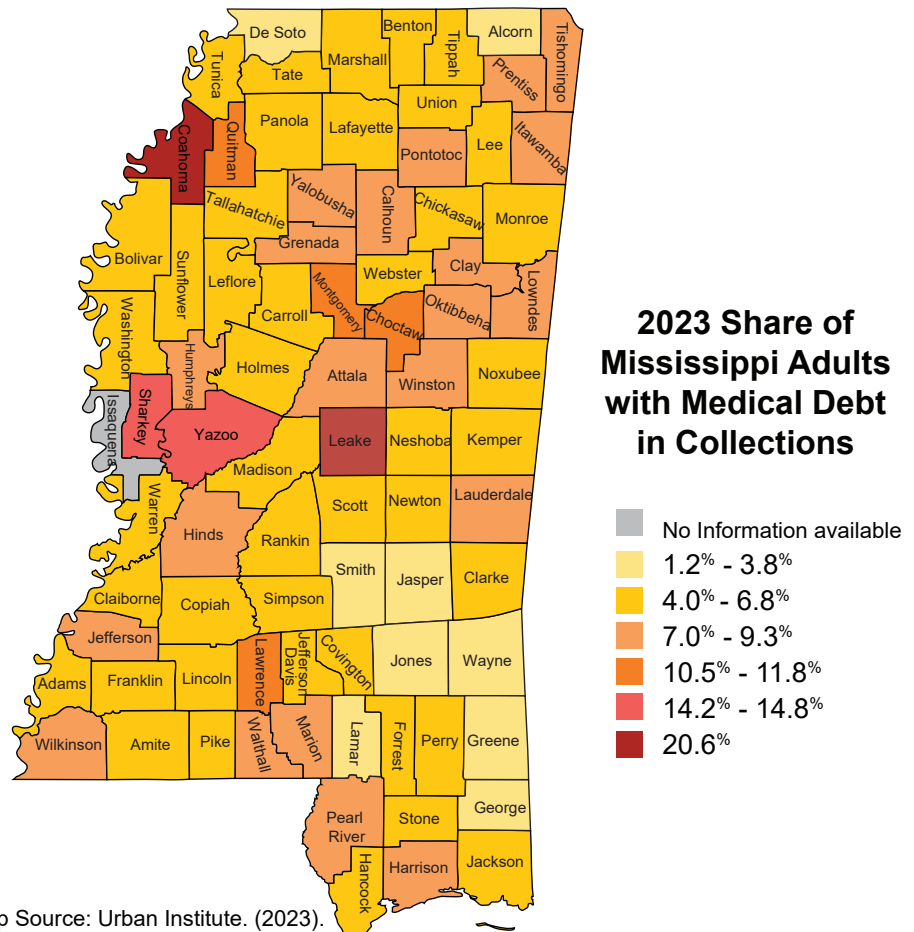 De Soto
Benton
Alcorn
Tishomingo
Tippah
Marshall
Tunica
Tate
Prentiss
Union
Panola
Lafayette
Coahoma
Quitman
Lee
Itawamba
Pontotoc
Yalobusha
Calhoun
Tallahatchie
Chickasaw
Monroe
Grenada
Bolivar
Sunflower
Leflore
Webster
Clay
Lowndes
Montgomery
Choctaw
Oktibbeha
Carroll
Washington
Humphreys
Holmes
Attala
Winston
Noxubee
Issaquena
Sharkey
Yazoo
Leake
Neshoba
Kemper
Madison
Warren
Scott
Newton
Lauderdale
Hinds
Rankin
Smith
Jasper
Clarke
Claiborne
Copiah
Simpson
Jefferson
Lawrence
Jefferson
Davis
Covington
Jones
Wayne
Adams
Franklin
Lincoln
Wilkinson
Amite
Pike
Walthall
Marion
Lamar
Forrest
Perry
Greene
Pearl
River
Stone
George
Hancock
Harrison
Jackson
2023 Share of
Mississippi Adults
with Medical Debt
in Collections
No Information available
1.2% - 3.8%
4.0% - 6.8%
7.0% - 9.3%
10.5% - 11.8%
14.2% - 14.8%
20.6%
Source: Urban Institute. (2023).